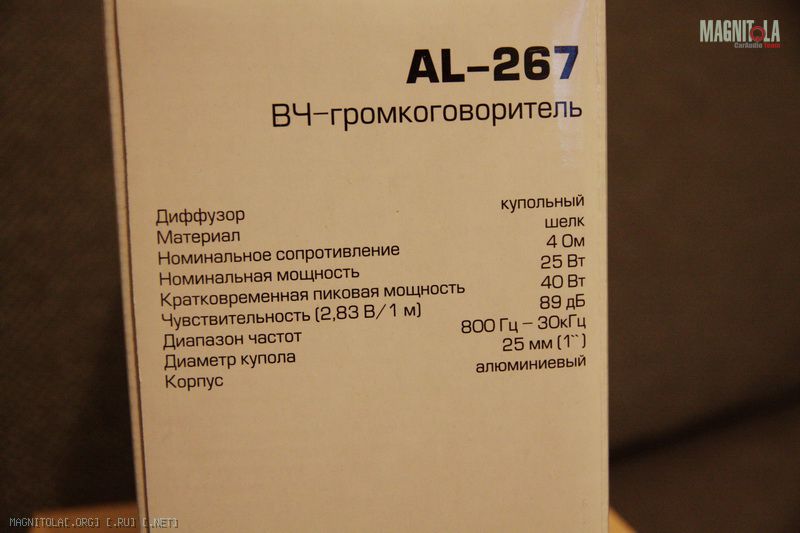 MAGNITOLA
CarAudio Team
AL-267
ВЧ-громкоговоритель
Диффузор купольный
Материал шелк
Номинальное сопротивление 4 Ом
Номинальная мощность 25 Вт
Кратковременная пиковая мощность 40 Вт
Чувствительность (2,83 В/1 м) 89 дБ
Диапазон частот 800 Гц - 30кГц
Диаметр купола 25 мм (1``)
Корпус алюминиевый
MAGNITOLA[.ORG] [.RU] [.NET]